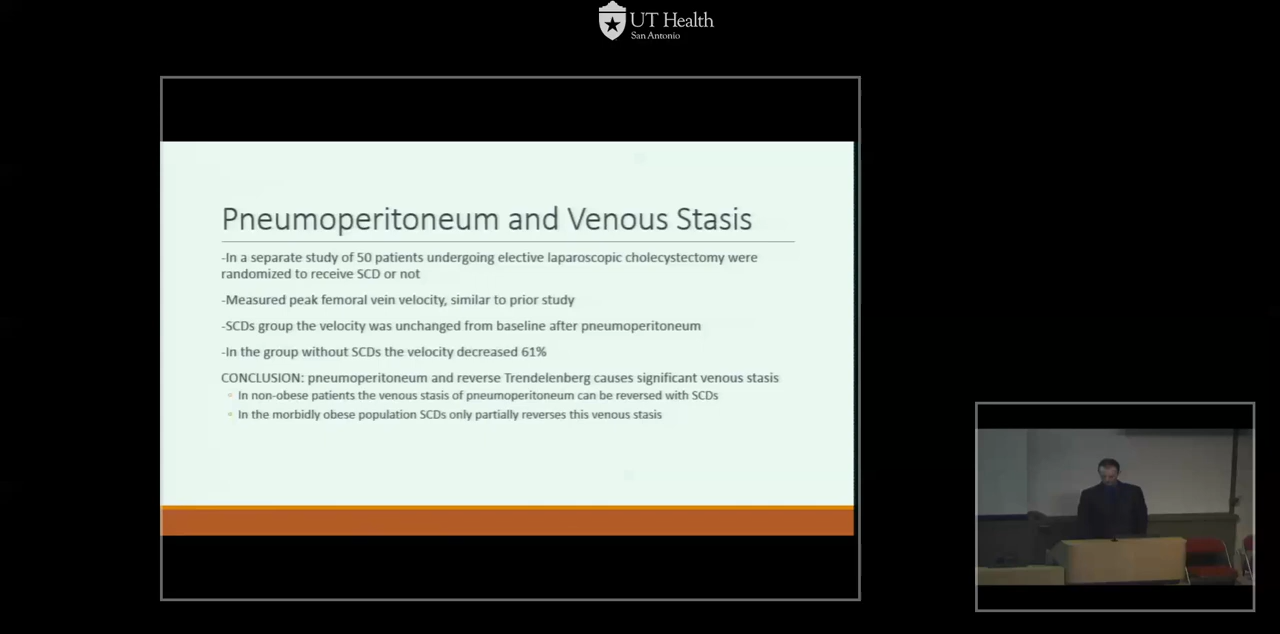 UT Health
San Antonio
Pneumoperitoneum and Venous Stasis
-In a separate study of 50 patients undergoing elective laparoscopic cholecystectomy were
randomized to receive SCD or not
-Measured peak femoral vein velocity, similar to prior study
-SCDs group the velocity was unchanged from baseline after pneumoperitoneum
-In the group without SCDs the velocity decreased 61%
CONCLUSION: pneumoperitoneum and reverse Trendelenberg causes significant venous stasis
In non-obese patients the venous stasis of pneumoperitoneum can be reversed with SCDs
In the morbidly obese population SCDs only partially reverses this venous stasis